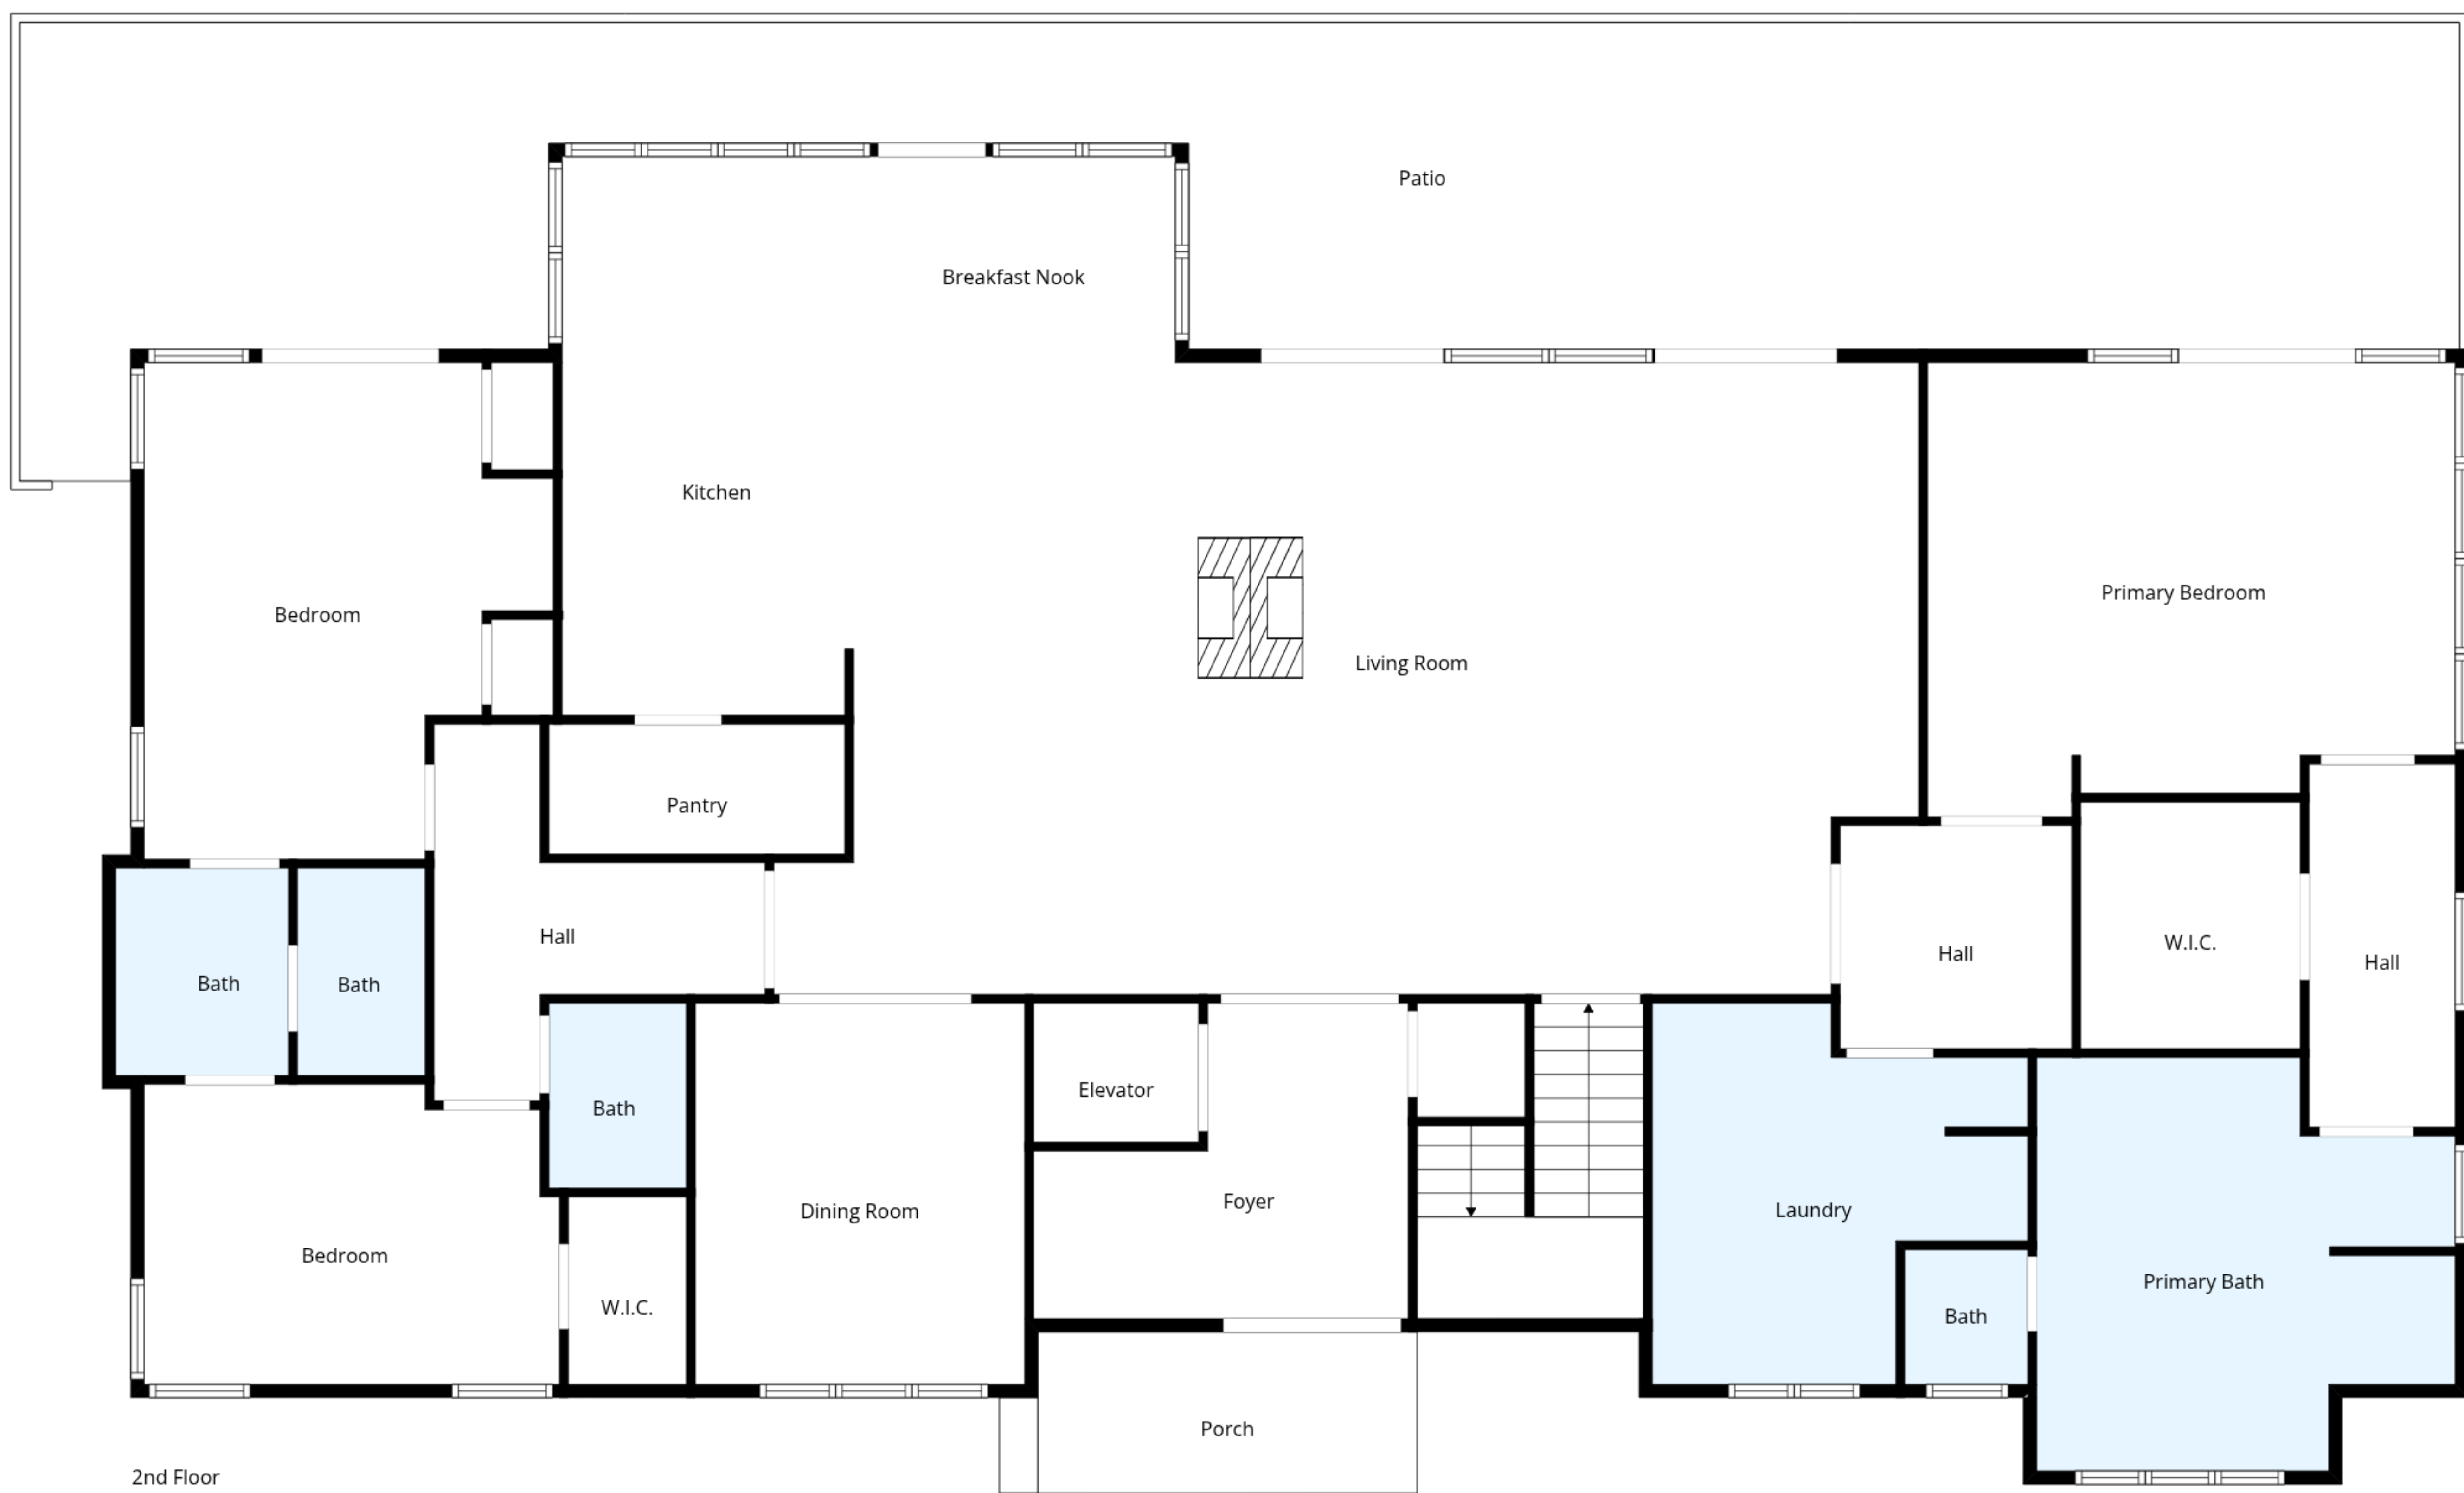 Patio
Breakfast Nook
Kitchen
Primary Bedroom
Bedroom
Living Room
Pantry
Hall
W.I.C.
Hall
Hall
Bath
Bath
Elevator
Bath
Foyer
Laundry
Dining Room
Bedroom
Primary Bath
W.I.C.
Bath
Porch
2nd Floor